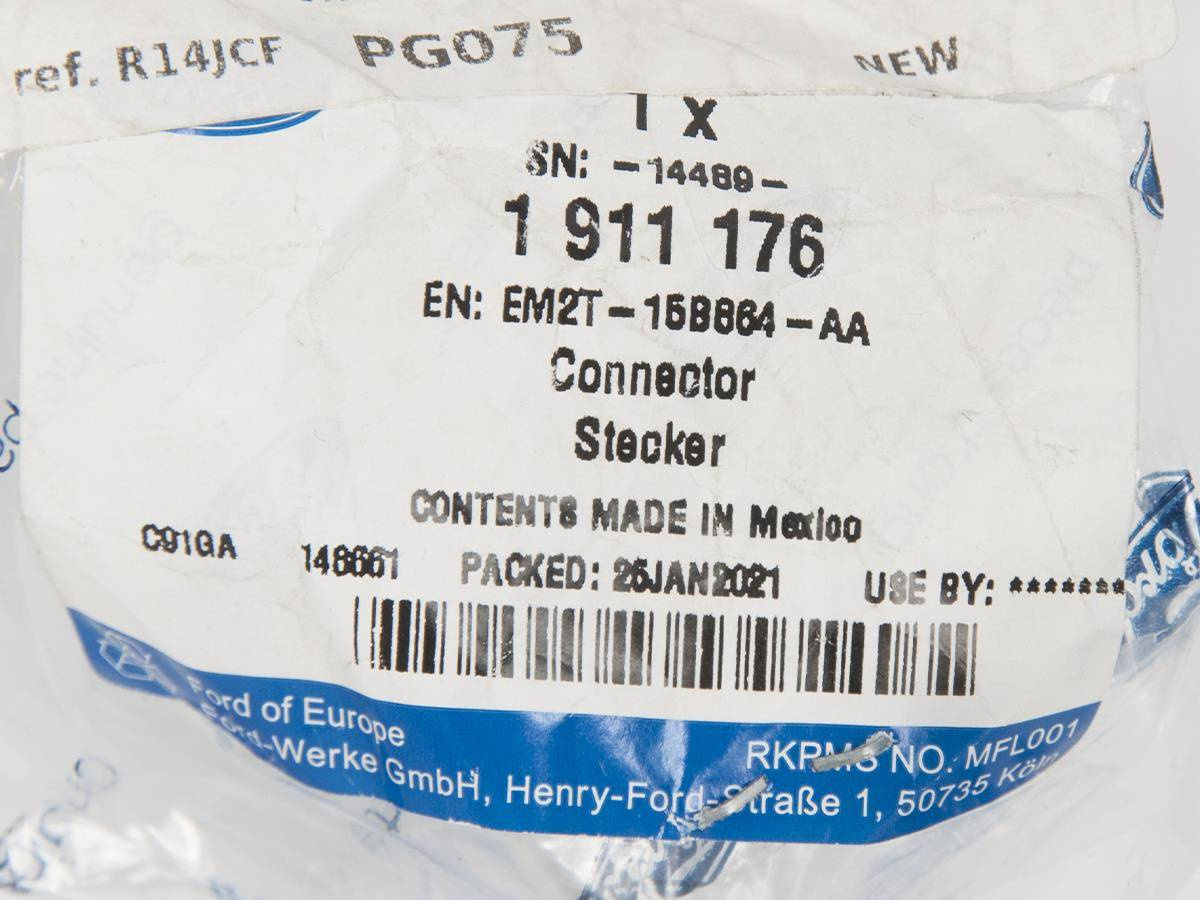 ref. R14JCF PG075 NEW
1 x
SN: -14489-
1 911 176
EN: EM2T-15B864-AA
Connector
Stecker
CONTENTS MADE IN Mexico
C91GA PACKED: JAN2021 USE BY: *******
Ford of Europe RKPMS NO. MFL001
Ford-Werke GmbH, Henry-Ford-Straße 1, 50735 Köln
Ford